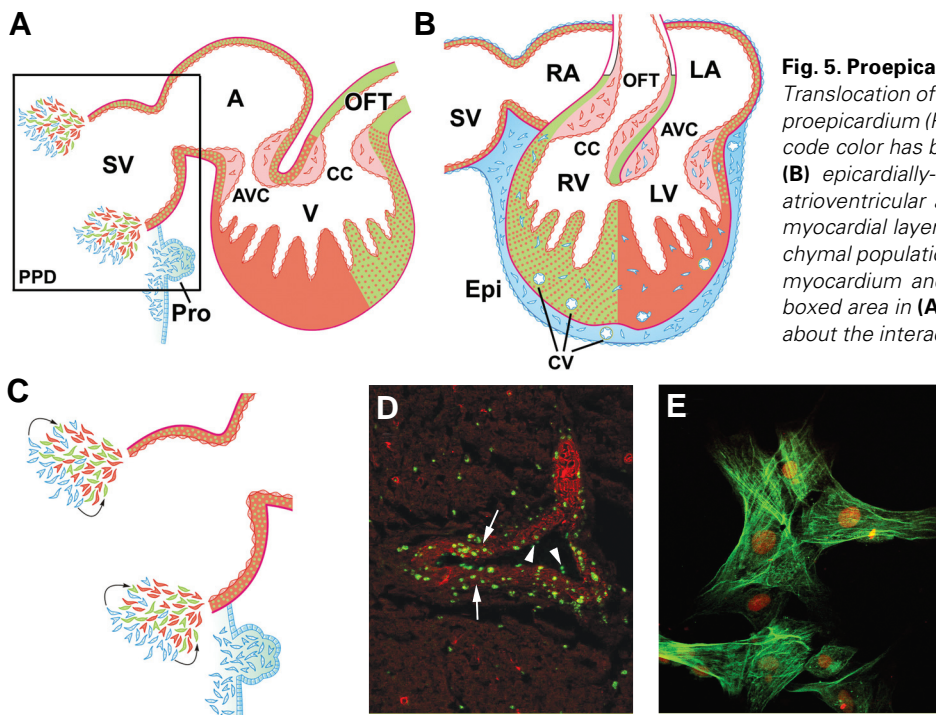 A
A
OFT
SV
AVC
CC
V
PPD
Pro
B
RA
OFT
LA
SV
AVC
CC
RV
LV
Epi
CV
Fig. 5. Proepica
Translocation of
proepicardium (
code color has b
(B) epicardially-
atrioventricular a
myocardial layer
chymal populatio
myocardium and
boxed area in (A
about the interac
C
D
E